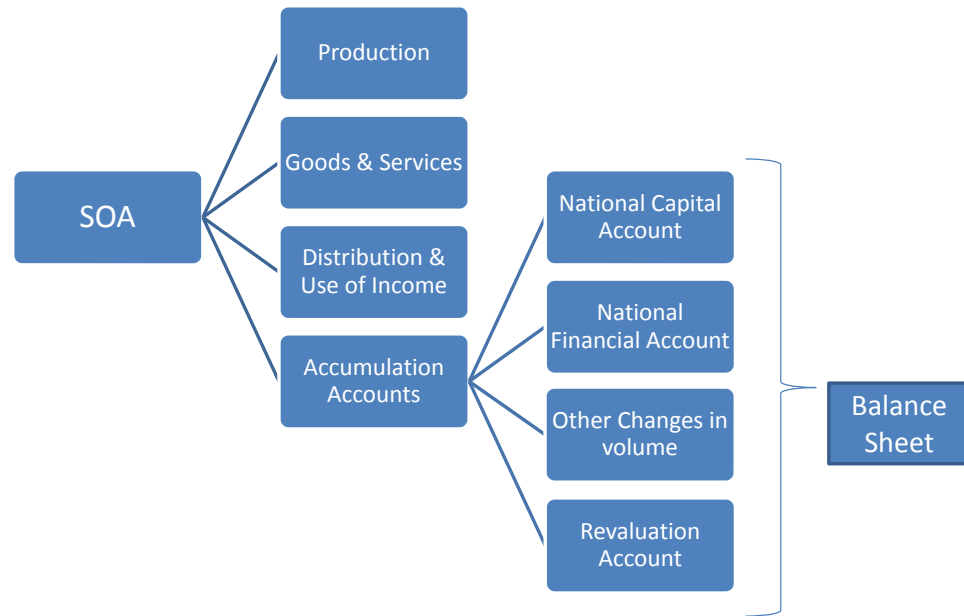 SOA
Production
Goods & Services
Distribution &
Use of Income
Accumulation
Accounts
National Capital
Account
National
Financial Account
Other Changes in
volume
Revaluation
Account
Balance
Sheet